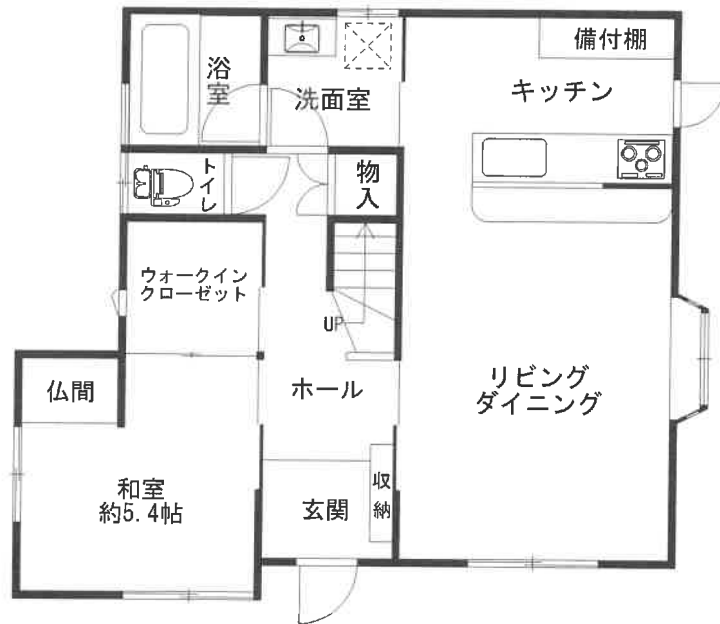 備付棚
浴室
洗面室
キッチン
トイレ
物入
ウォークイン
クローゼット
UP
仏間
ホール
リビング
ダイニング
和室
約5.4帖
玄関
収納